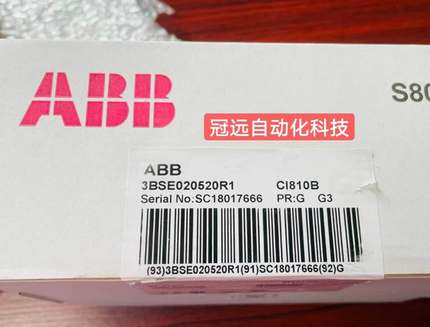 ABB
S80
冠远自动化科技
ABB
3BSE020520R1 CI810B
Serial No:SC18017666 PR:G G3
(93)3BSE020520R1(91)SC18017666(92)G